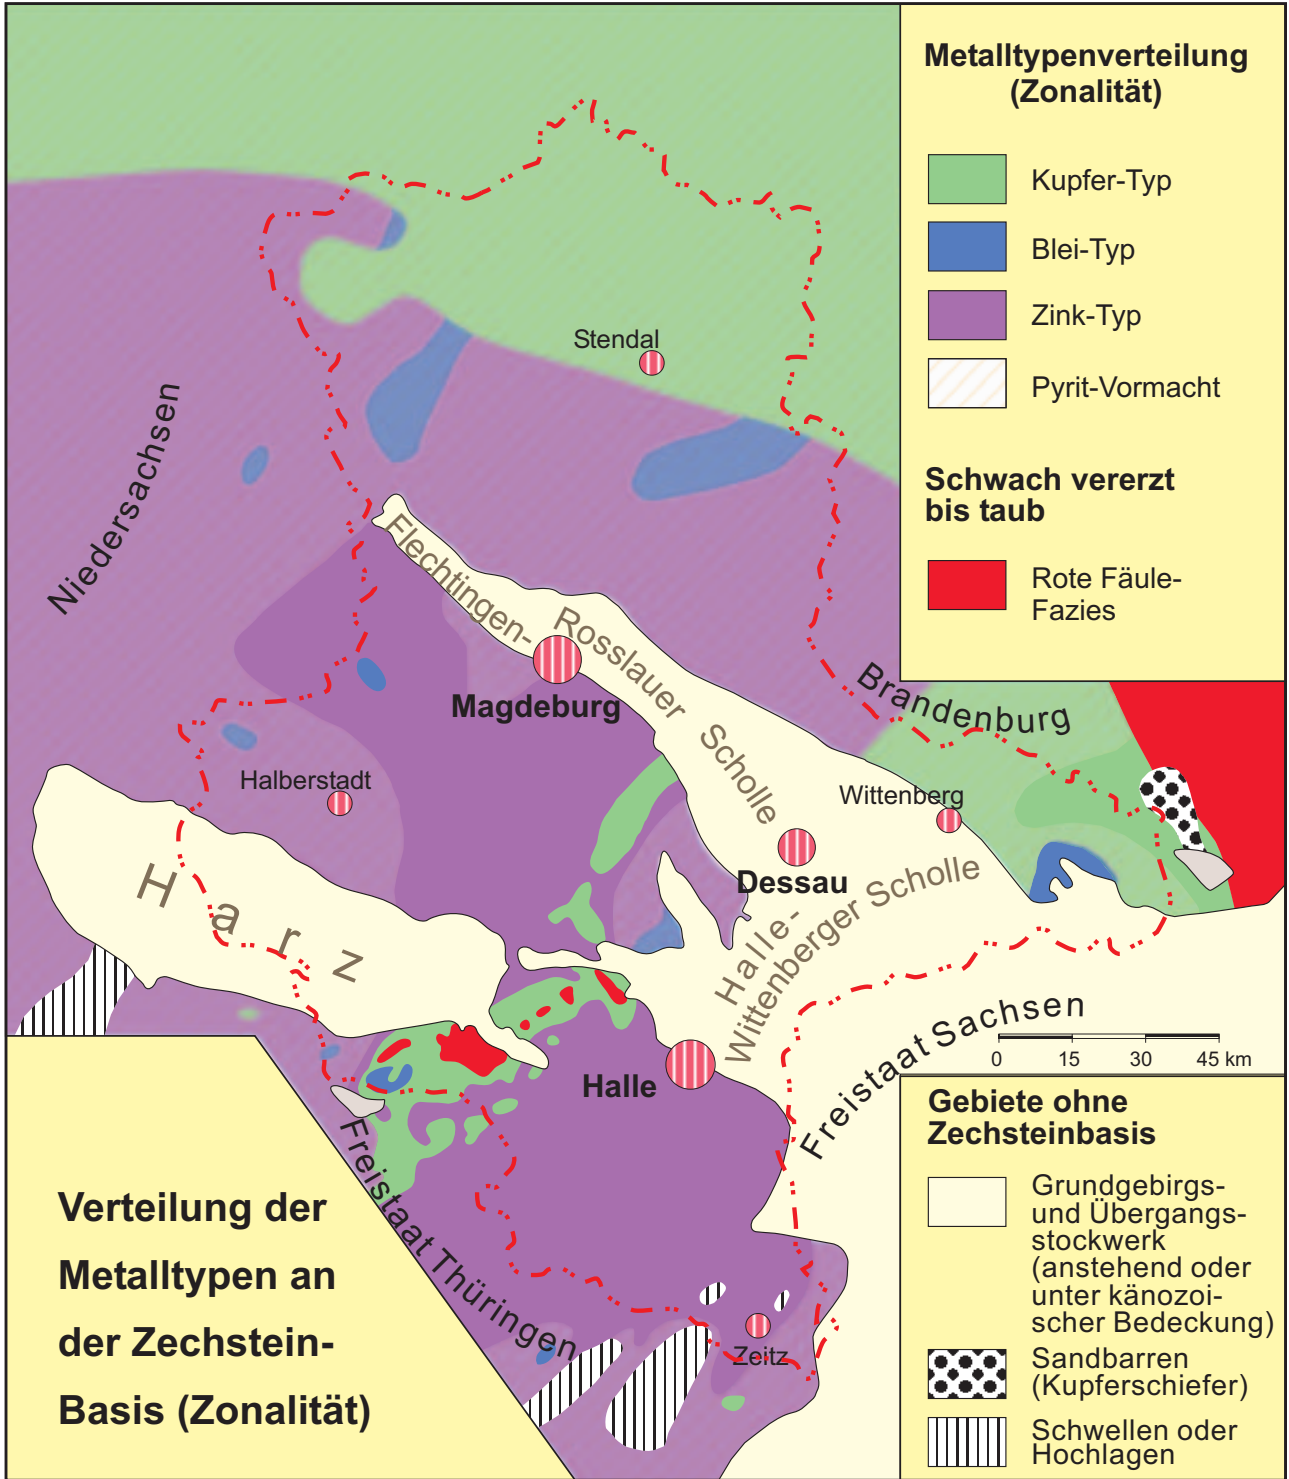 Metalltypenverteilung
(Zonalität)
Kupfer-Typ
Blei-Typ
Zink-Typ
Pyrit-Vormacht
Schwach vererzt
bis taub
Rote Fäule-
Fazies
Stendal
Niedersachsen
Flechtingen-
Rosslauer
Scholle
Magdeburg
Brandenburg
Halberstadt
Wittenberg
Dessau
Harz
Halle-
Wittenberger Scholle
Freistaat Sachsen
0 15 30 45 km
Halle
Freistaat Thüringen
Zeitz
Gebiete ohne
Zechsteinbasis
Grundgebirgs-
und Übergangs-
stockwerk
(anstehend oder
unter känozoi-
scher Bedeckung)
Sandbarren
(Kupferschiefer)
Schwellen oder
Hochlagen
Verteilung der
Metalltypen an
der Zechstein-
Basis (Zonalität)